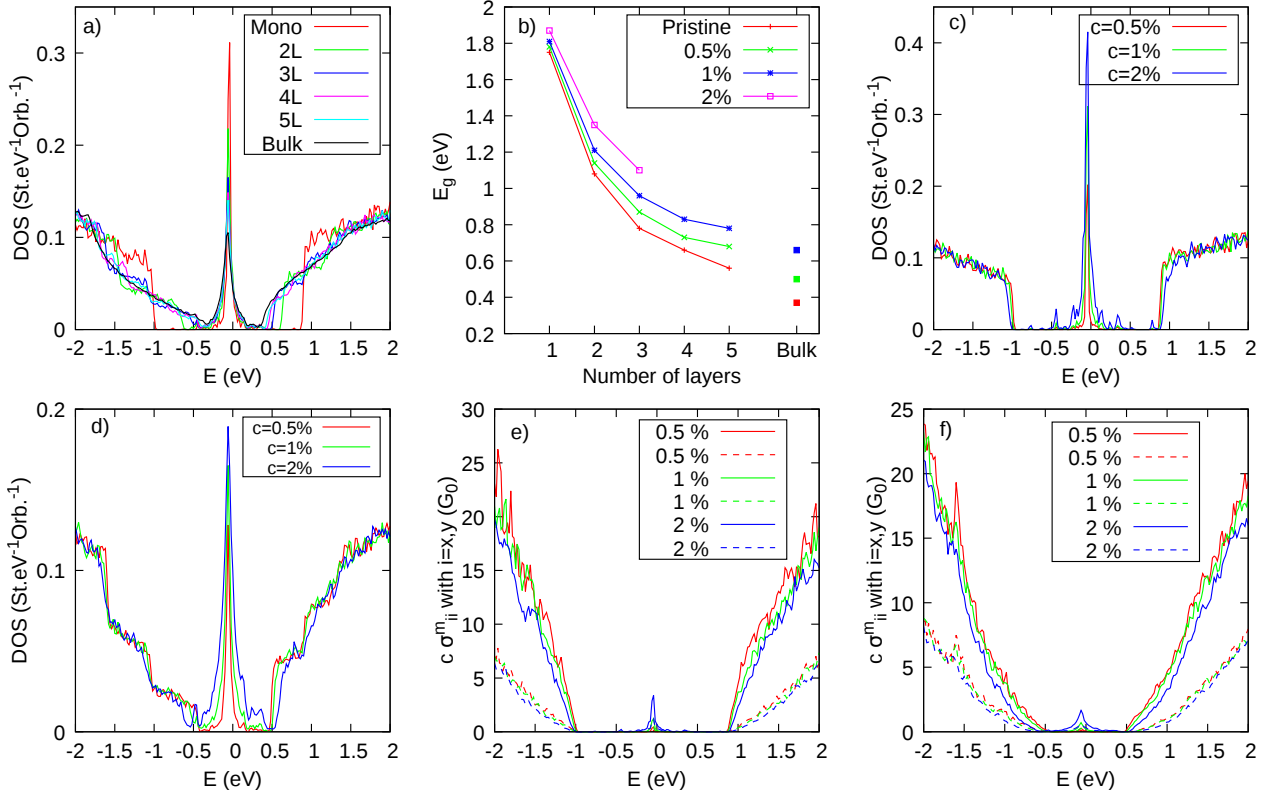 a)
Mono
2L
3L
4L
5L
Bulk
DOS (St.eV⁻¹Orb.⁻¹)
0.3
0.2
0.1
0
-2 -1.5 -1 -0.5 0 0.5 1 1.5 2
E (eV)
b)
Pristine
0.5%
1%
2%
E_g (eV)
2
1.8
1.6
1.4
1.2
1
0.8
0.6
0.4
0.2
1 2 3 4 5 Bulk
Number of layers
c)
c=0.5%
c=1%
c=2%
DOS (St.eV⁻¹Orb.⁻¹)
0.4
0.3
0.2
0.1
0
-2 -1.5 -1 -0.5 0 0.5 1 1.5 2
E (eV)
d)
c=0.5%
c=1%
c=2%
DOS (St.eV⁻¹Orb.⁻¹)
0.2
0.1
0
-2 -1.5 -1 -0.5 0 0.5 1 1.5 2
E (eV)
e)
0.5 %
0.5 %
1 %
1 %
2 %
2 %
c σᵐᵢᵢ with i=x,y (G₀)
30
25
20
15
10
5
0
-2 -1.5 -1 -0.5 0 0.5 1 1.5 2
E (eV)
f)
0.5 %
0.5 %
1 %
1 %
2 %
2 %
c σᵐᵢᵢ with i=x,y (G₀)
25
20
15
10
5
0
-2 -1.5 -1 -0.5 0 0.5 1 1.5 2
E (eV)